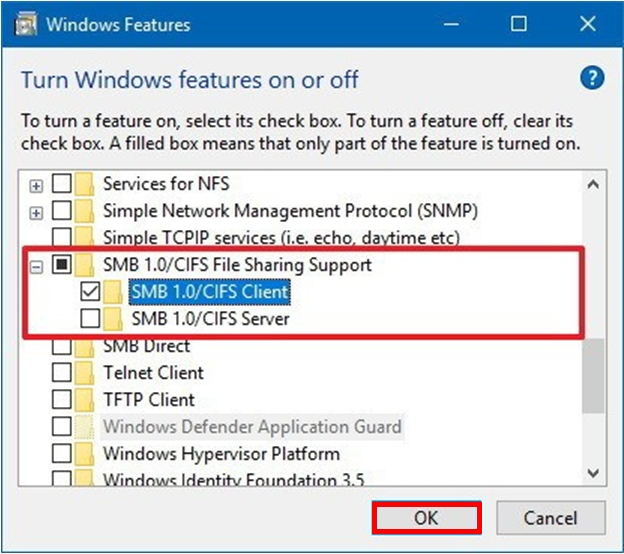 Windows Features
Turn Windows features on or off
?
To turn a feature on, select its check box. To turn a feature off, clear its
check box. A filled box means that only part of the feature is turned on.
Services for NFS
Simple Network Management Protocol (SNMP)
Simple TCPIP services (i.e. echo, daytime etc)
SMB 1.0/CIFS File Sharing Support
SMB 1.0/CIFS Client
SMB 1.0/CIFS Server
SMB Direct
Telnet Client
TFTP Client
Windows Defender Application Guard
Windows Hypervisor Platform
Windows Identity Foundation 3.5
OK Cancel